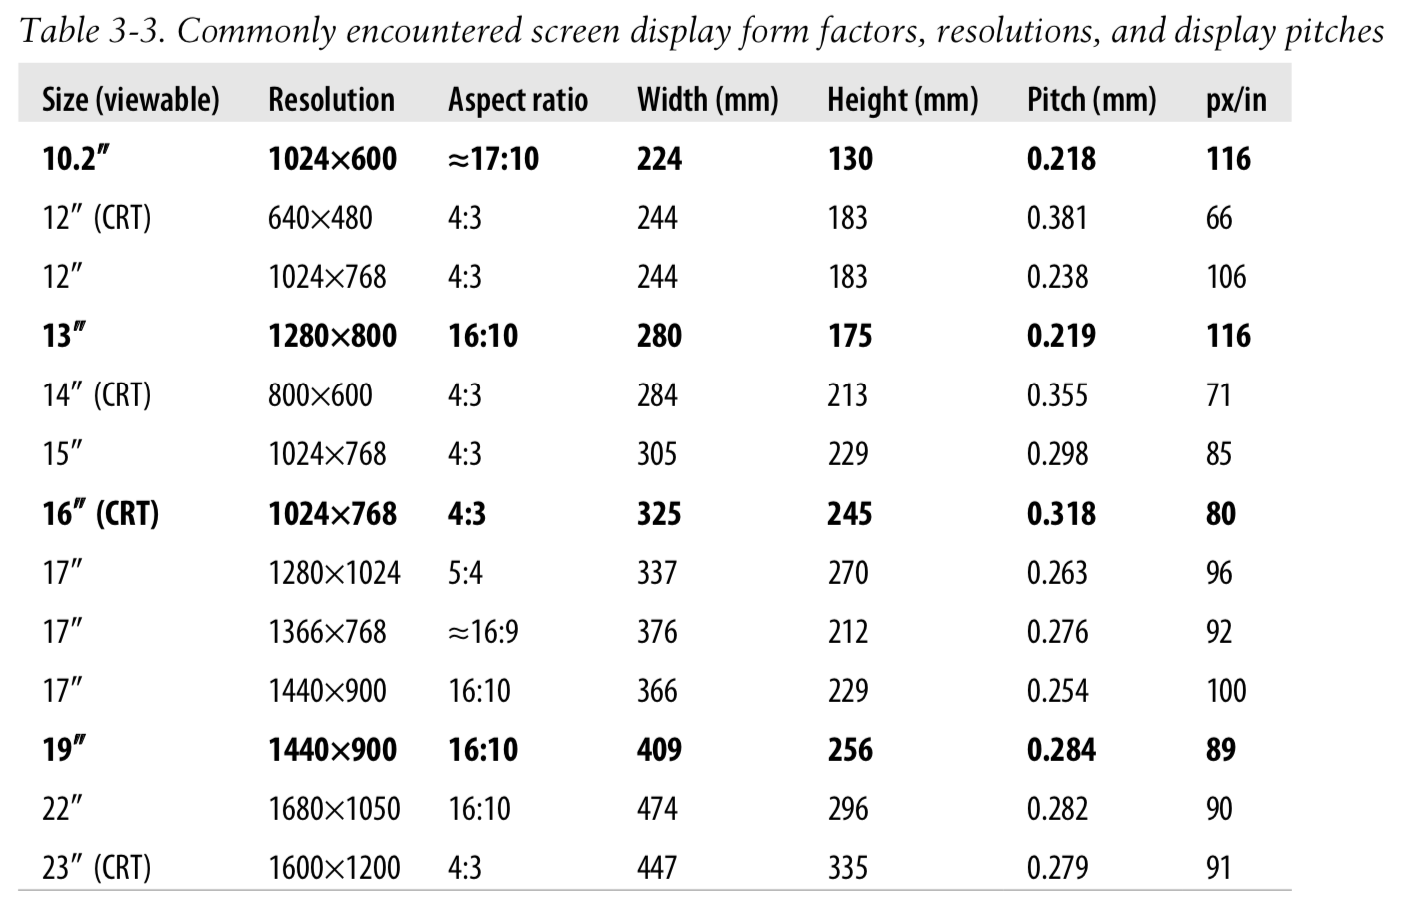 Table 3-3. Commonly encountered screen display form factors, resolutions, and display pitches
Size (viewable) Resolution Aspect ratio Width (mm) Height (mm) Pitch (mm) px/in
10.2″ 1024×600 ≈17:10 224 130 0.218 116
12″ (CRT) 640×480 4:3 244 183 0.381 66
12″ 1024×768 4:3 244 183 0.238 106
13″ 1280×800 16:10 280 175 0.219 116
14″ (CRT) 800×600 4:3 284 213 0.355 71
15″ 1024×768 4:3 305 229 0.298 85
16″ (CRT) 1024×768 4:3 325 245 0.318 80
17″ 1280×1024 5:4 337 270 0.263 96
17″ 1366×768 ≈16:9 376 212 0.276 92
17″ 1440×900 16:10 366 229 0.254 100
19″ 1440×900 16:10 409 256 0.284 89
22″ 1680×1050 16:10 474 296 0.282 90
23″ (CRT) 1600×1200 4:3 447 335 0.279 91